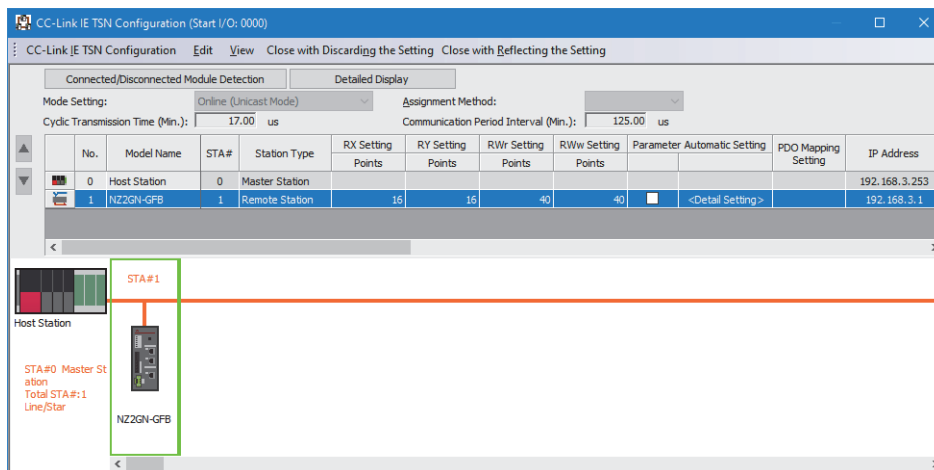 CC-Link IE TSN Configuration (Start I/O: 0000)
CC-Link IE TSN Configuration Edit View Close with Discarding the Setting Close with Reflecting the Setting
Connected/Disconnected Module Detection Detailed Display
Mode Setting: Online (Unicast Mode) Assignment Method:
Cyclic Transmission Time (Min.): 17.00 us Communication Period Interval (Min.): 125.00 us
No. Model Name STA# Station Type RX Setting RY Setting RWr Setting RWw Setting Parameter Automatic Setting PDO Mapping Setting IP Address
Points Points Points Points
0 Host Station 0 Master Station 192.168.3.253
1 NZ2GN-GFB 1 Remote Station 16 16 40 40 <Detail Setting> 192.168.3.1
STA#1
Host Station
STA#0 Master St
ation
Total STA#:1
Line/Star
NZ2GN-GFB